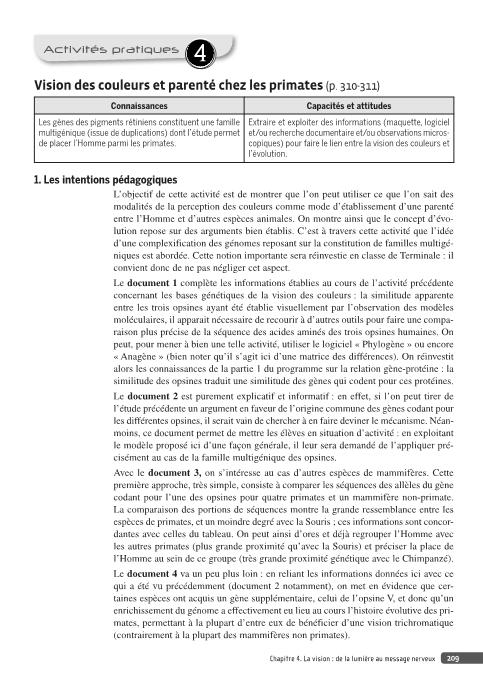 Activités pratiques 4
Vision des couleurs et parenté chez les primates (p. 310-311)
Connaissances
Capacités et attitudes
Les gènes des pigments rétiniens constituent une famille
multigénique (issue de duplications) dont l'étude permet
de placer l'Homme parmi les primates.
Extraire et exploiter des informations (maquette, logiciel
et/ou recherche documentaire et/ou observations micros-
copiques) pour faire le lien entre la vision des couleurs et
l'évolution.
1. Les intentions pédagogiques
L'objectif de cette activité est de montrer que l'on peut utiliser ce que l'on sait des
modalités de la perception des couleurs comme mode d'établissement d'une parenté
entre l'Homme et d'autres espèces animales. On montre ainsi que le concept d'évo-
lution repose sur des arguments bien établis. C'est à travers cette activité que l'idée
d'une complexification des génomes reposant sur la constitution de familles multigé-
niques est abordée. Cette notion importante sera réinvestie en classe de Terminale : il
convient donc de ne pas négliger cet aspect.
Le document 1 complète les informations établies au cours de l'activité précédente
concernant les bases génétiques de la vision des couleurs : la similitude apparente
entre les trois opsines ayant été établie visuellement par l'observation des modèles
moléculaires, il apparait nécessaire de recourir à d'autres outils pour faire une compa-
raison plus précise de la séquence des acides aminés des trois opsines humaines. On
peut, pour mener à bien une telle activité, utiliser le logiciel « Phylogène » ou encore
« Anagène » (bien noter qu'il s'agit ici d'une matrice des différences). On réinvestit
alors les connaissances de la partie 1 du programme sur la relation gène-protéine : la
similitude des opsines traduit une similitude des gènes qui codent pour ces protéines.
Le document 2 est purement explicatif et informatif : en effet, si l'on peut tirer de
l'étude précédente un argument en faveur de l'origine commune des gènes codant pour
les différentes opsines, il serait vain de chercher à en faire deviner le mécanisme. Néan-
moins, ce document permet de mettre les élèves en situation d'activité : en exploitant
le modèle proposé ici d'une façon générale, il leur sera demandé de l'appliquer pré-
cisément au cas de la famille multigénique des opsines.
Avec le document 3, on s'intéresse au cas d'autres espèces de mammifères. Cette
première approche, très simple, consiste à comparer les séquences des allèles du gène
codant pour l'une des opsines pour quatre primates et un mammifère non-primate.
La comparaison des portions de séquences montre la grande ressemblance entre les
espèces de primates, et un moindre degré avec la Souris ; ces informations sont concor-
dantes avec celles du tableau. On peut ainsi d'ores et déjà regrouper l'Homme avec
les autres primates (plus grande proximité qu'avec la Souris) et préciser la place de
l'Homme au sein de ce groupe (très grande proximité génétique avec le Chimpanzé).
Le document 4 va un peu plus loin : en reliant les informations données ici avec ce
qui a été vu précédemment (document 2 notamment), on met en évidence que cer-
taines espèces ont acquis un gène supplémentaire, celui de l'opsine V, et donc qu'un
enrichissement du génome a effectivement eu lieu au cours l'histoire évolutive des pri-
mates, permettant à la plupart d'entre eux de bénéficier d'une vision trichromatique
(contrairement à la plupart des mammifères non primates).
Chapitre 4. La vision : de la lumière au message nerveux 209